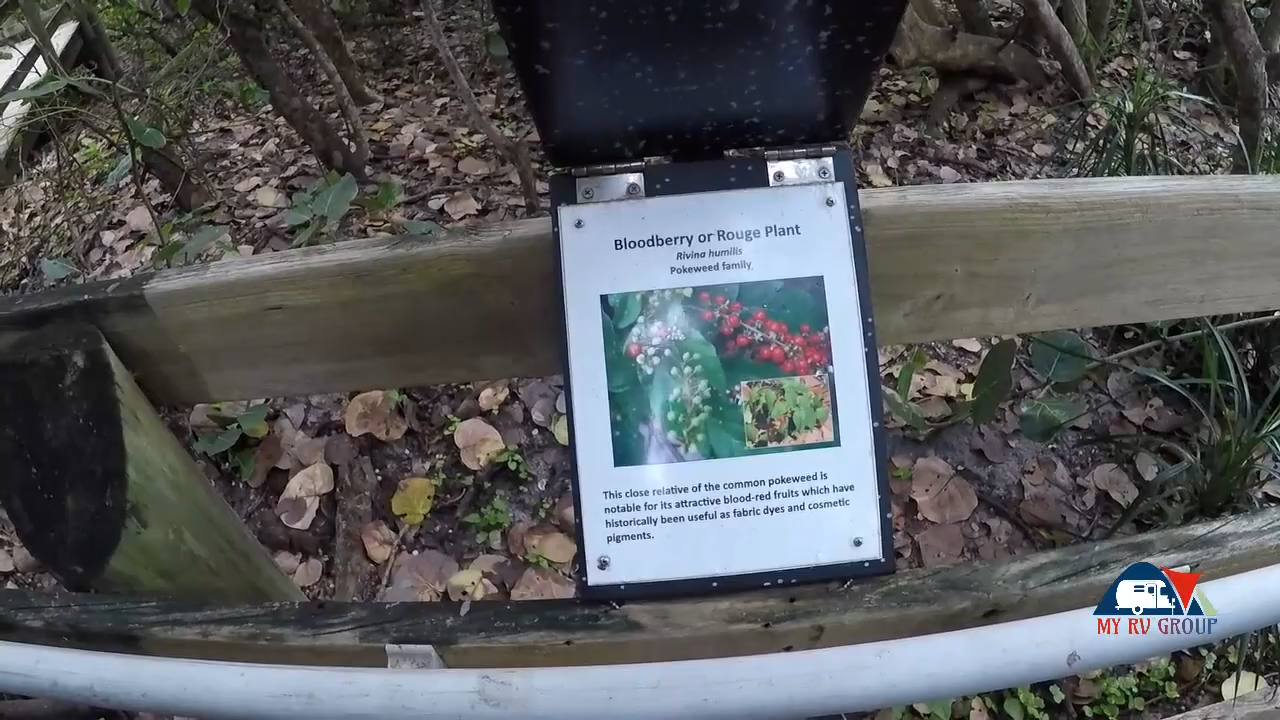 Bloodberry or Rouge Plant
Rivina humilis
Pokeweed family
This close relative of the common pokeweed is
notable for its attractive blood-red fruits which have
historically been useful as fabric dyes and cosmetic
pigments.
MY RV GROUP